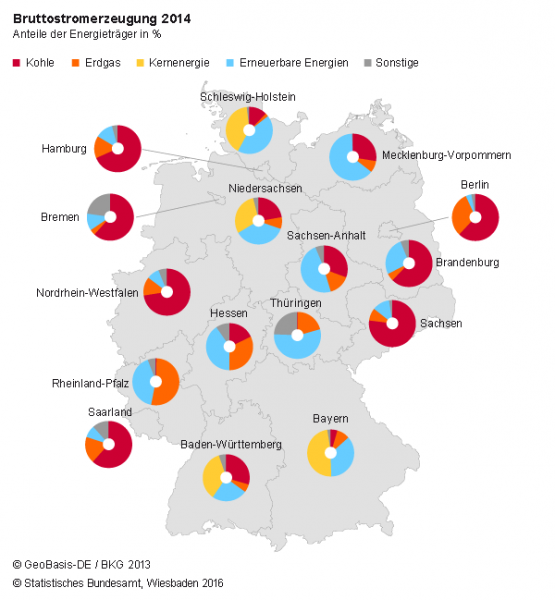 Bruttostromerzeugung 2014
Anteile der Energieträger in %
Kohle Erdgas Kernenergie Erneuerbare Energien Sonstige
Schleswig-Holstein
Hamburg
Mecklenburg-Vorpommern
Niedersachsen
Berlin
Bremen
Sachsen-Anhalt
Brandenburg
Nordrhein-Westfalen
Thüringen
Hessen
Sachsen
Rheinland-Pfalz
Saarland
Bayern
Baden-Württemberg
© GeoBasis-DE / BKG 2013
© Statistisches Bundesamt, Wiesbaden 2016